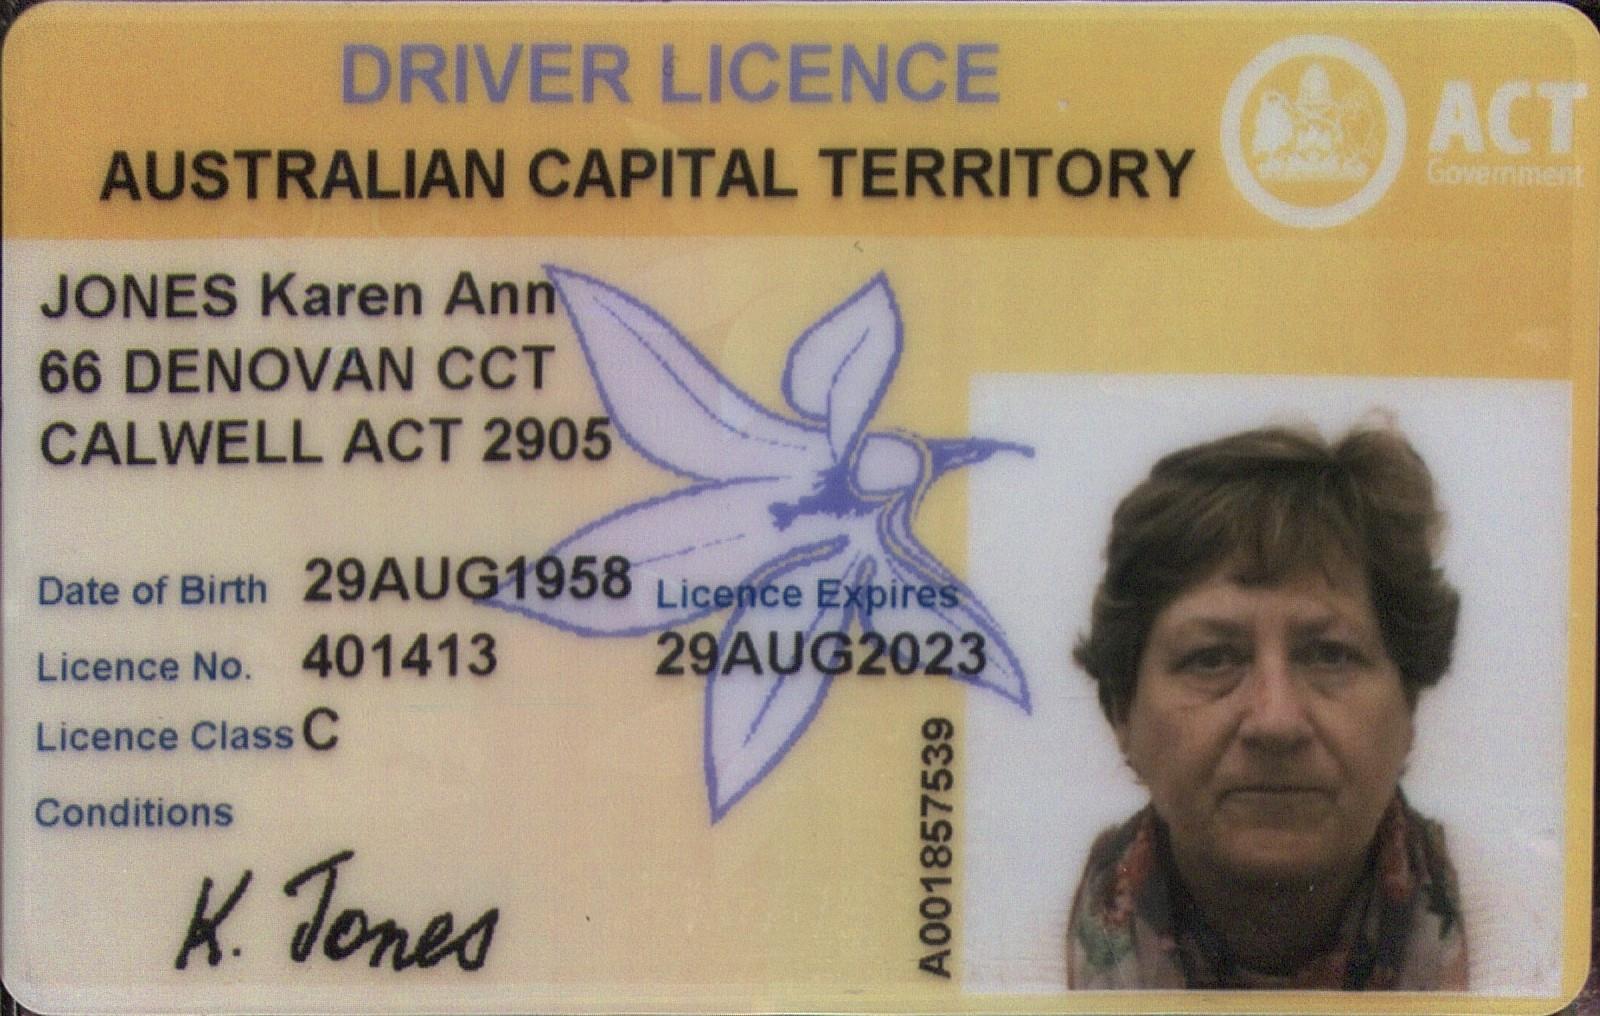 DRIVER LICENCE
AUSTRALIAN CAPITAL TERRITORY
ACT
Government
JONES Karen Ann
66 DENOVAN CCT
CALWELL ACT 2905
Date of Birth 29AUG1958
Licence Expires
Licence No. 401413
29AUG2023
Licence Class C
Conditions
K. Jones
A001857539